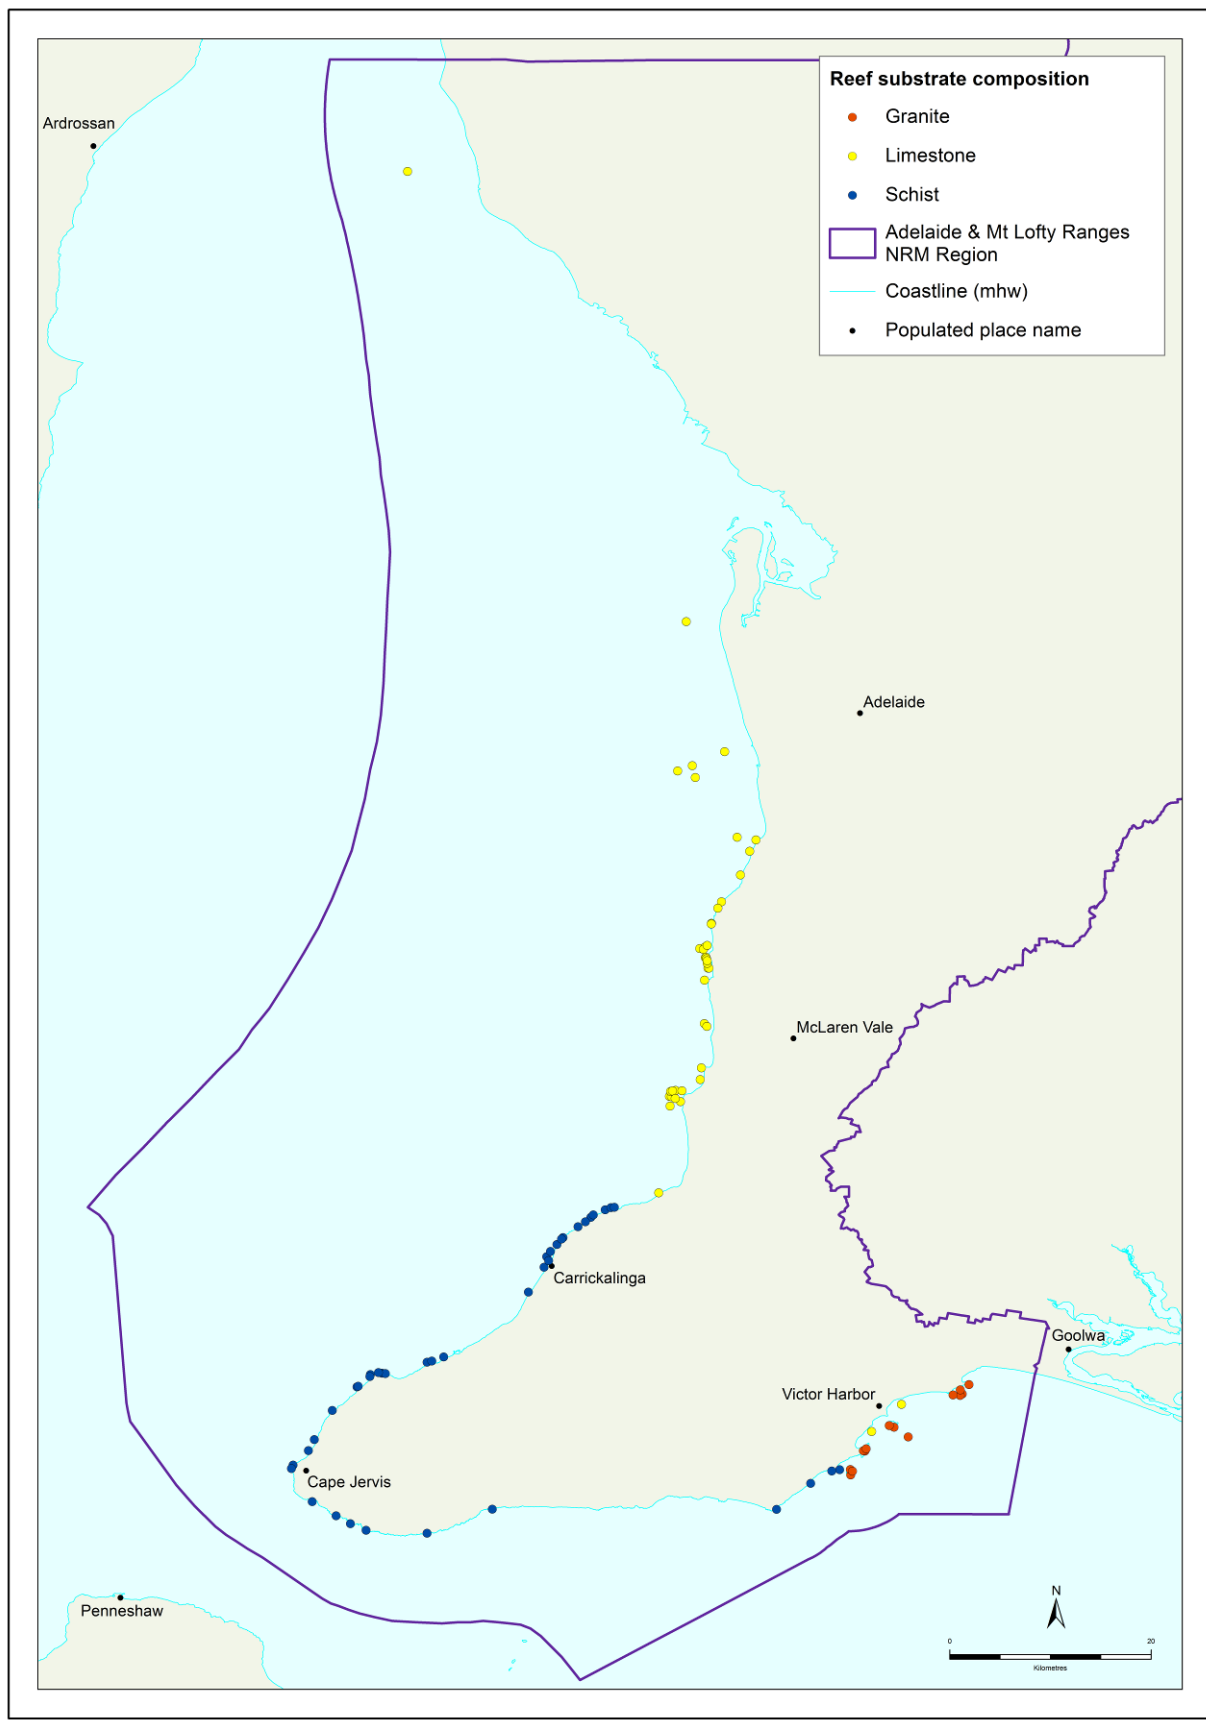 Reef substrate composition
Granite
Limestone
Schist
Adelaide & Mt Lofty Ranges
NRM Region
Coastline (mhw)
Populated place name
Ardrossan
Adelaide
McLaren Vale
Carrickalinga
Goolwa
Victor Harbor
Cape Jervis
Penneshaw
N
0 20
Kilometres